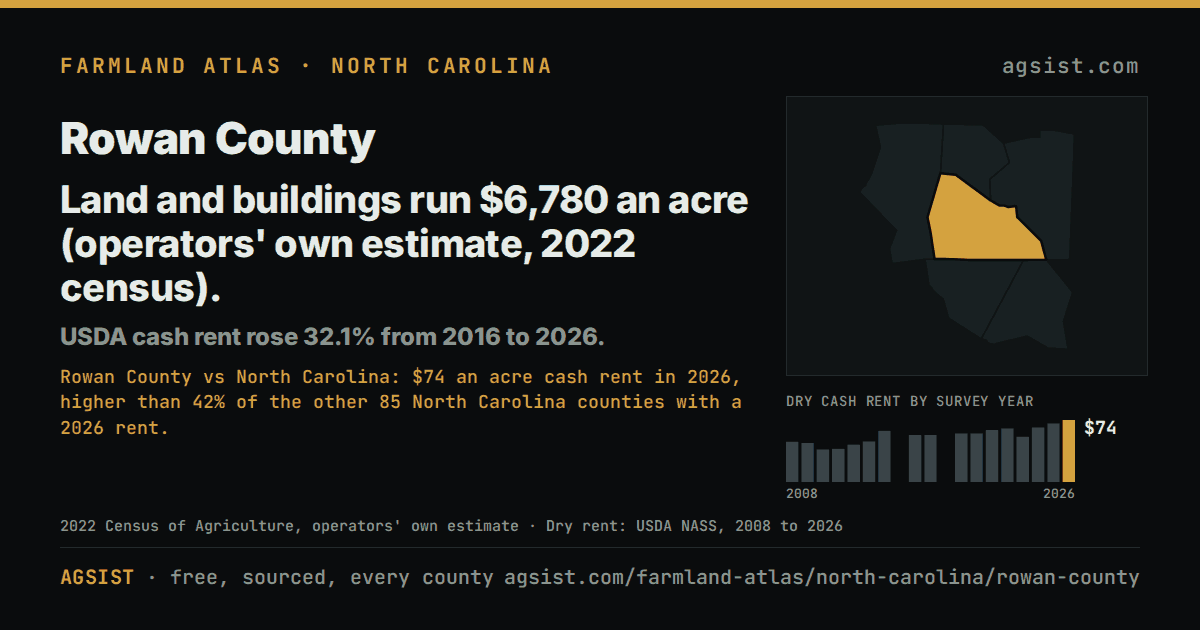 FARMLAND ATLAS · NORTH CAROLINA
agsist.com
Rowan County
Land and buildings run $6,780 an acre
(operators' own estimate, 2022
census).
USDA cash rent rose 32.1% from 2016 to 2026.
Rowan County vs North Carolina: $74 an acre cash rent in 2026,
higher than 42% of the other 85 North Carolina counties with a
2026 rent.
DRY CASH RENT BY SURVEY YEAR
$74
2008
2026
2022 Census of Agriculture, operators' own estimate · Dry rent: USDA NASS, 2008 to 2026
AGSIST · free, sourced, every county agsist.com/farmland-atlas/north-carolina/rowan-county